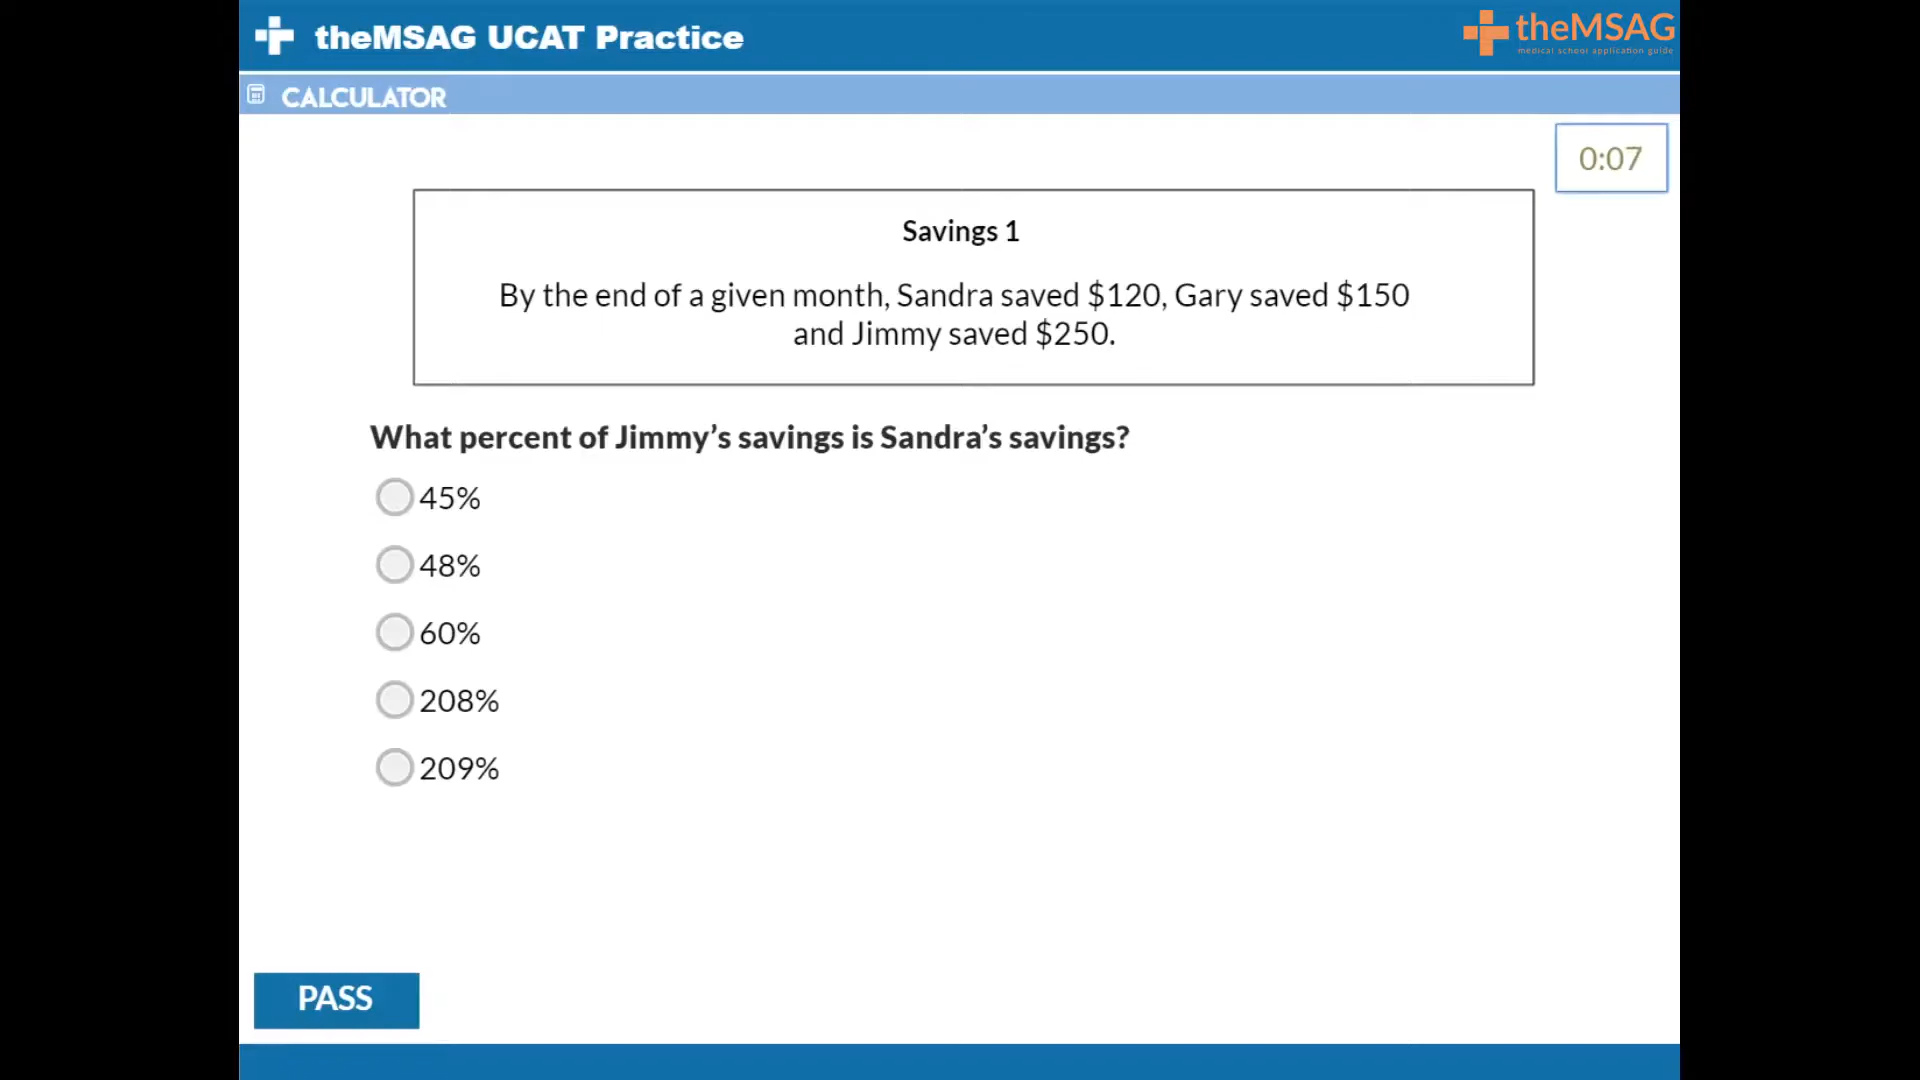 theMSAG UCAT Practice
theMSAG
medical school application guide
CALCULATOR
0:07
Savings 1
By the end of a given month, Sandra saved $120, Gary saved $150
and Jimmy saved $250.
What percent of Jimmy’s savings is Sandra’s savings?
45%
48%
60%
208%
209%
PASS